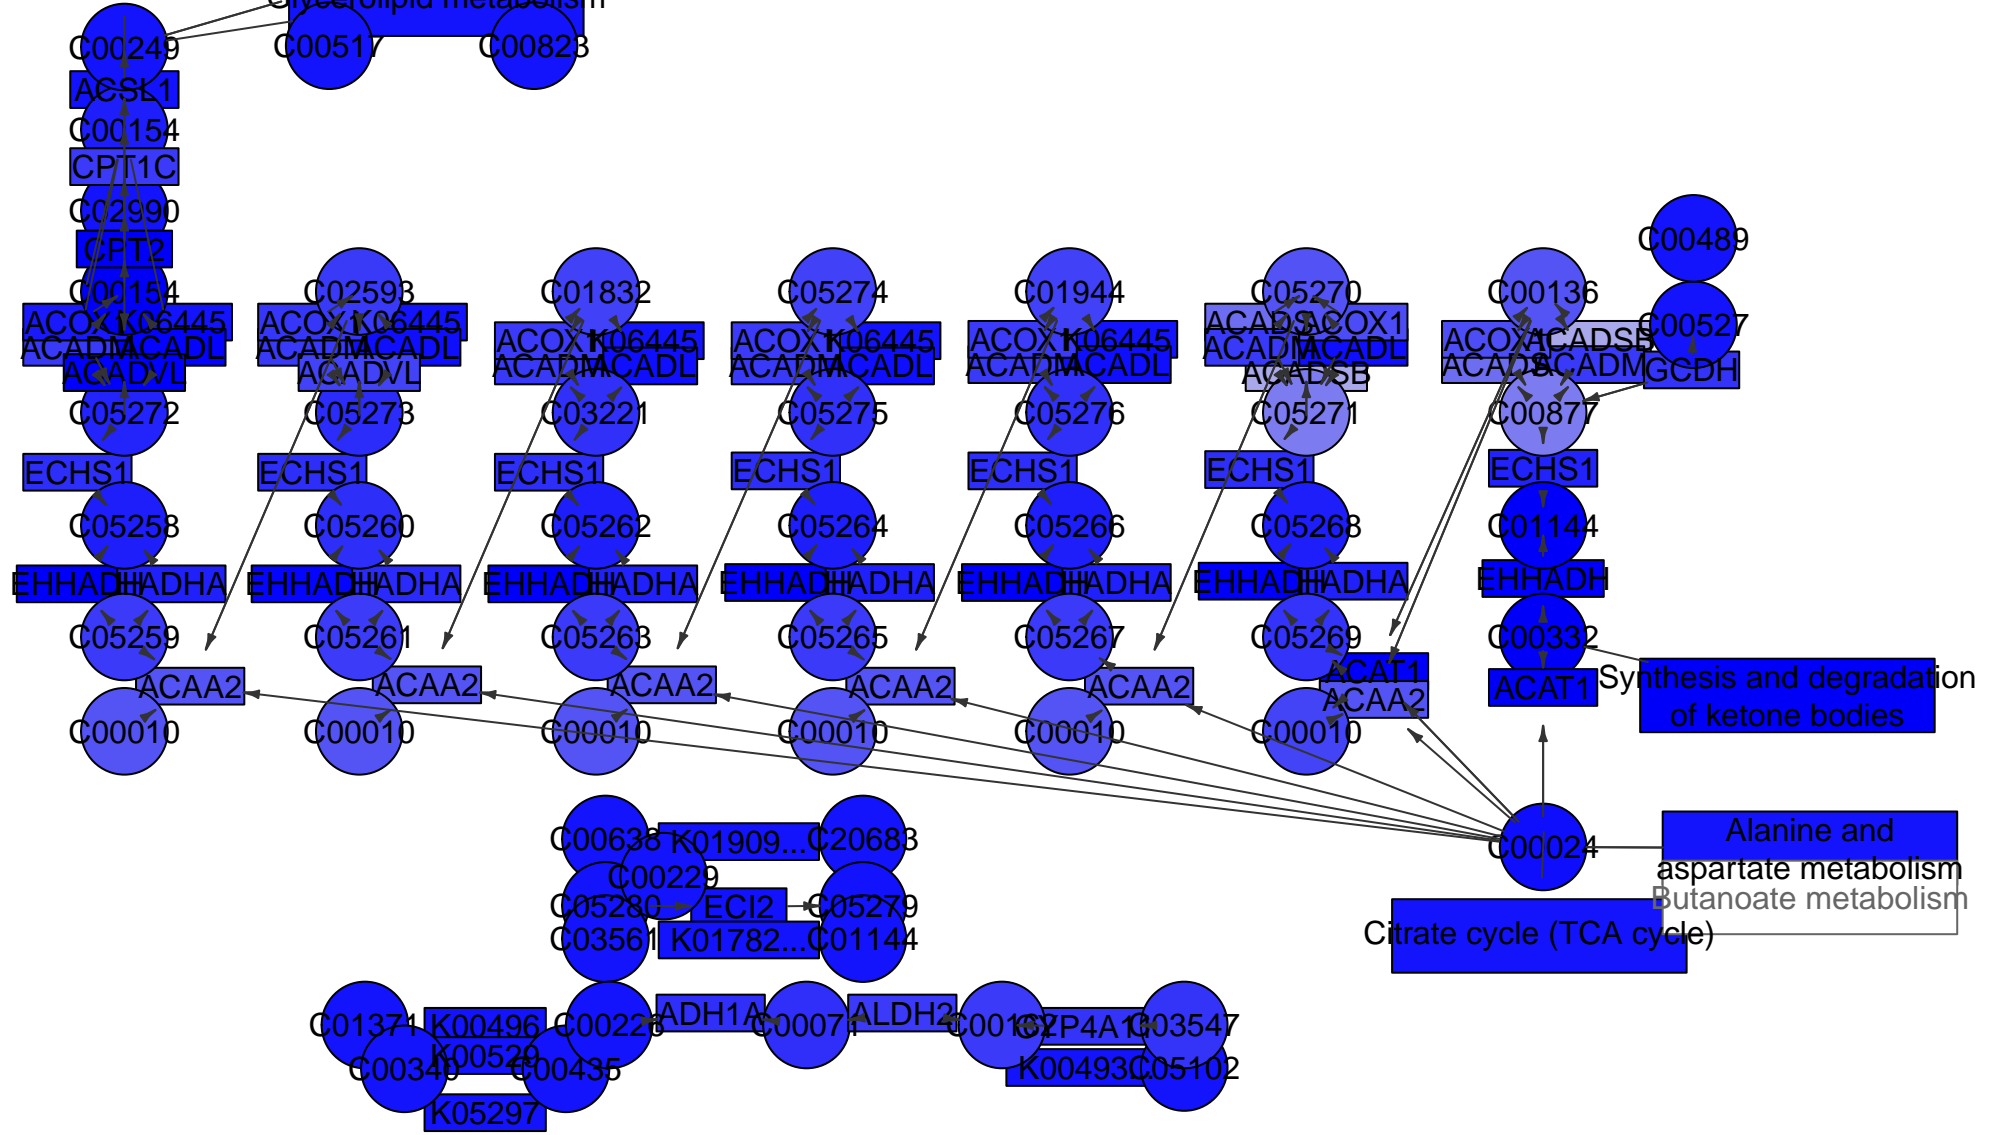 Glycerolipid metabolism
C00249
C00517
C00823
ACSL1
C00154
CPT1C
C02990
CPT2
C00154
C02593
C01832
C05274
C01944
C05270
C00136
C00489
C00527
ACOX1
K06445
ACADM
ACADL
ACADVL
ACOX1
K06445
ACADM
ACADL
ACADVL
ACOX1
K06445
ACADM
ACADL
ACOX1
K06445
ACADM
ACADL
ACOX1
K06445
ACADM
ACADL
ACADS
ACOX1
ACADM
ACADL
ACADSB
ACOX1
ACADSB
ACADS
ACADM
GCDH
C05272
C05273
C03221
C05275
C05276
C05271
C00877
ECHS1
ECHS1
ECHS1
ECHS1
ECHS1
ECHS1
ECHS1
C05258
C05260
C05262
C05264
C05266
C05268
C01144
EHHADH
HADHA
EHHADH
HADHA
EHHADH
HADHA
EHHADH
HADHA
EHHADH
HADHA
EHHADH
HADHA
EHHADH
C05259
C05261
C05263
C05265
C05267
C05269
C00332
ACAA2
ACAA2
ACAA2
ACAA2
ACAA2
ACAT1
ACAA2
ACAT1
Synthesis and degradation
of ketone bodies
C00010
C00010
C00010
C00010
C00010
C00010
C00638
K01909...
C20683
C00229
C00024
Alanine and
aspartate metabolism
Butanoate metabolism
C05280
ECI2
C05279
C03561
K01782...
C01144
Citrate cycle (TCA cycle)
C01371
K00496
C00226
ADH1A
C00071
ALDH2
C00162
CYP4A11
C03547
K00529
C00340
C00435
K00493...
C05102
K05297